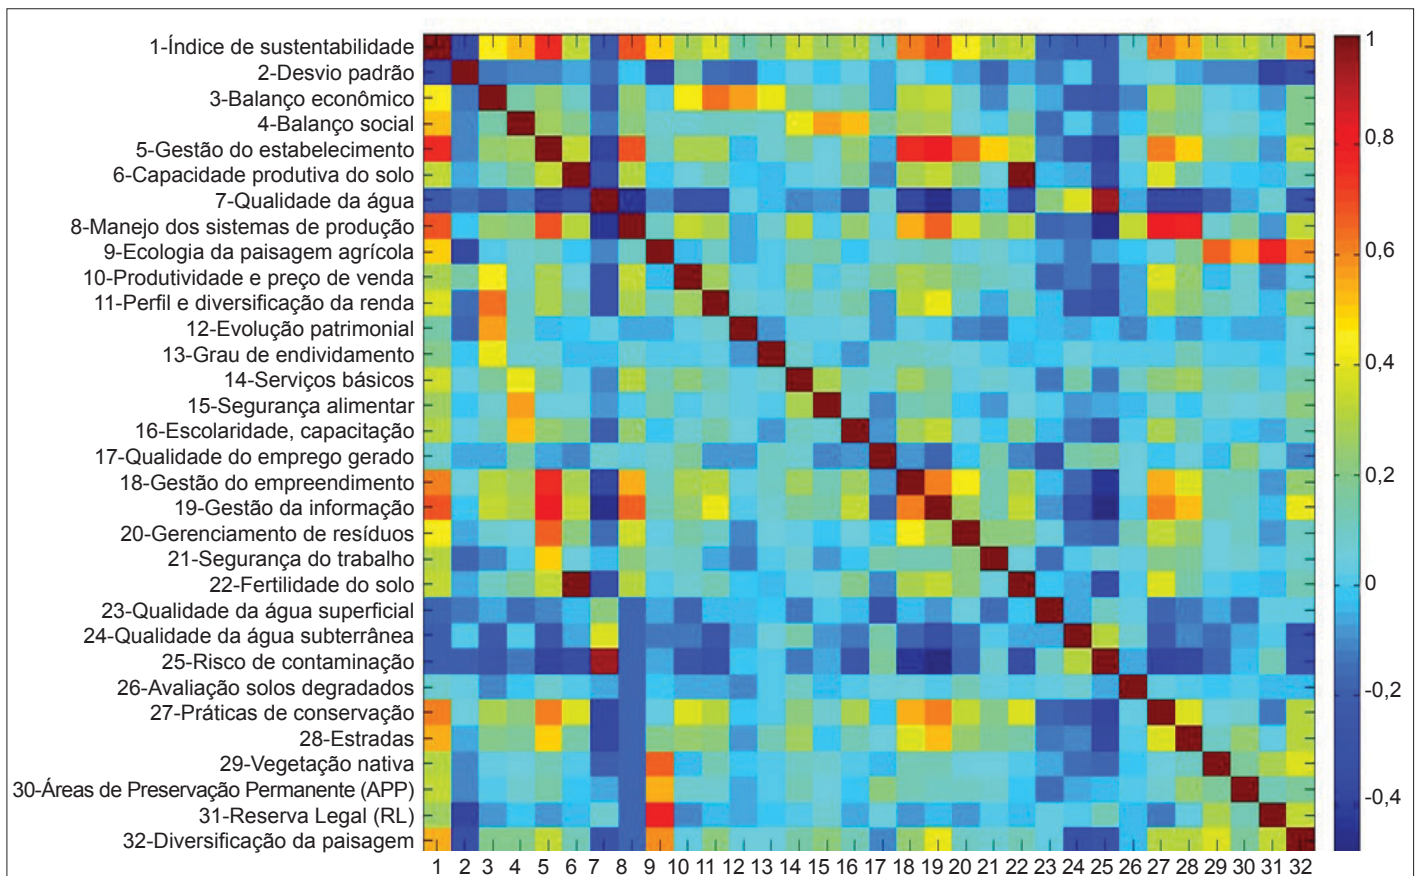 1-Índice de sustentabilidade
2-Desvio padrão
3-Balanço econômico
4-Balanço social
5-Gestão do estabelecimento
6-Capacidade produtiva do solo
7-Qualidade da água
8-Manejo dos sistemas de produção
9-Ecologia da paisagem agrícola
10-Produtividade e preço de venda
11-Perfil e diversificação da renda
12-Evolução patrimonial
13-Grau de endividamento
14-Serviços básicos
15-Segurança alimentar
16-Escolaridade, capacitação
17-Qualidade do emprego gerado
18-Gestão do empreendimento
19-Gestão da informação
20-Gerenciamento de resíduos
21-Segurança do trabalho
22-Fertilidade do solo
23-Qualidade da água superficial
24-Qualidade da água subterrânea
25-Risco de contaminação
26-Avaliação solos degradados
27-Práticas de conservação
28-Estradas
29-Vegetação nativa
30-Áreas de Preservação Permanente (APP)
31-Reserva Legal (RL)
32-Diversificação da paisagem
1 2 3 4 5 6 7 8 9 10 11 12 13 14 15 16 17 18 19 20 21 22 23 24 25 26 27 28 29 30 31 32
1
0,8
0,6
0,4
0,2
0
-0,2
-0,4